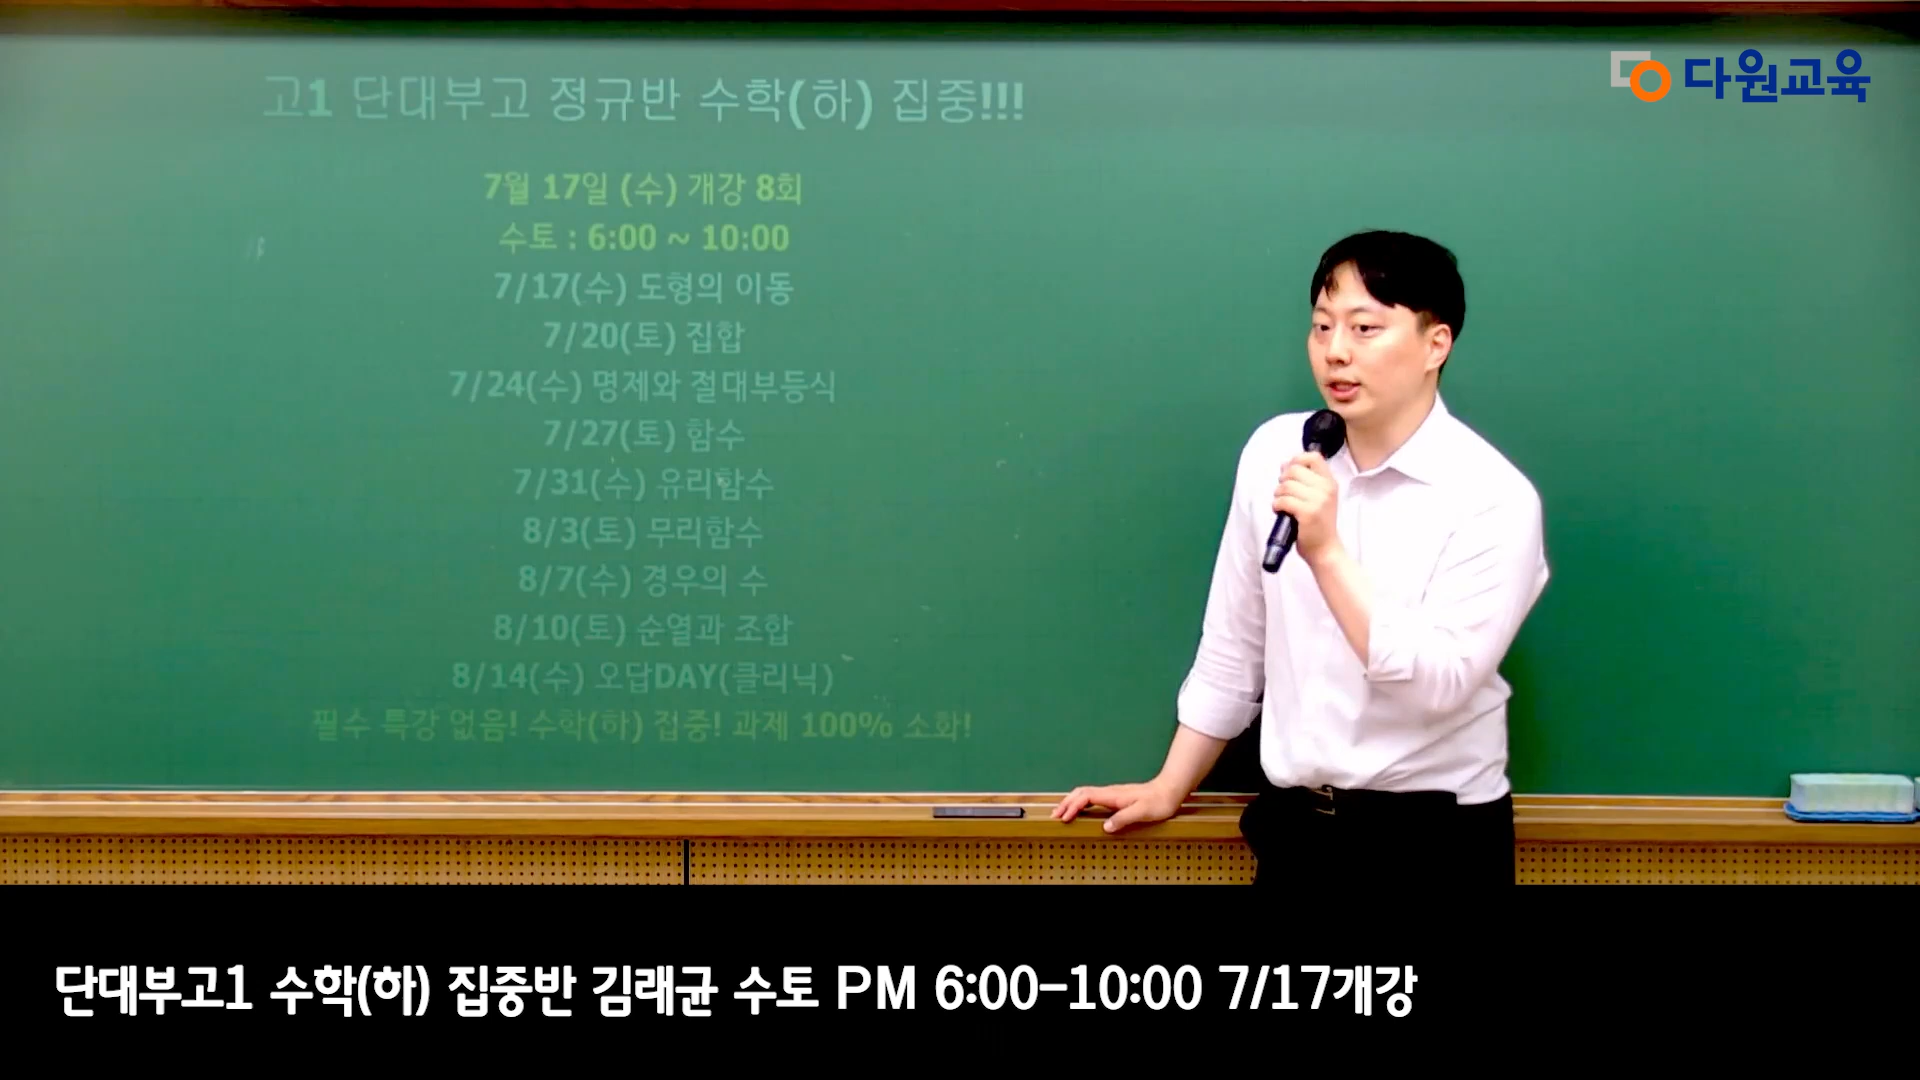 다원교육
고1 단대부고 정규반 수학(하) 집중!!!
7월 17일 (수) 개강 8회
수토 : 6:00 ~ 10:00
7/17(수) 도형의 이동
7/20(토) 집합
7/24(수) 명제와 절대부등식
7/27(토) 함수
7/31(수) 유리함수
8/3(토) 무리함수
8/7(수) 경우의 수
8/10(토) 순열과 조합
8/14(수) 오답DAY(클리닉)
필수 특강 없음! 수학(하) 집중! 과제 100% 소화!
단대부고1 수학(하) 집중반 김래균 수토 PM 6:00-10:00 7/17개강